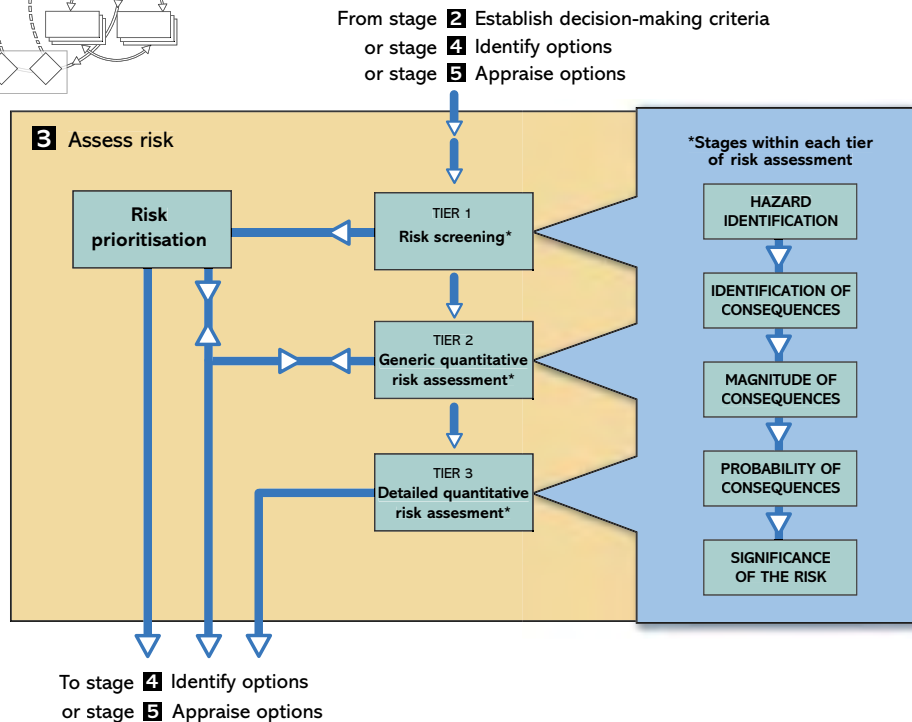 From stage 2 Establish decision-making criteria
or stage 4 Identify options
or stage 5 Appraise options
3 Assess risk
*Stages within each tier
of risk assessment
Risk
prioritisation
TIER 1
Risk screening*
TIER 2
Generic quantitative
risk assessment*
TIER 3
Detailed quantitative
risk assesment*
HAZARD
IDENTIFICATION
IDENTIFICATION OF
CONSEQUENCES
MAGNITUDE OF
CONSEQUENCES
PROBABILITY OF
CONSEQUENCES
SIGNIFICANCE
OF THE RISK
To stage 4 Identify options
or stage 5 Appraise options